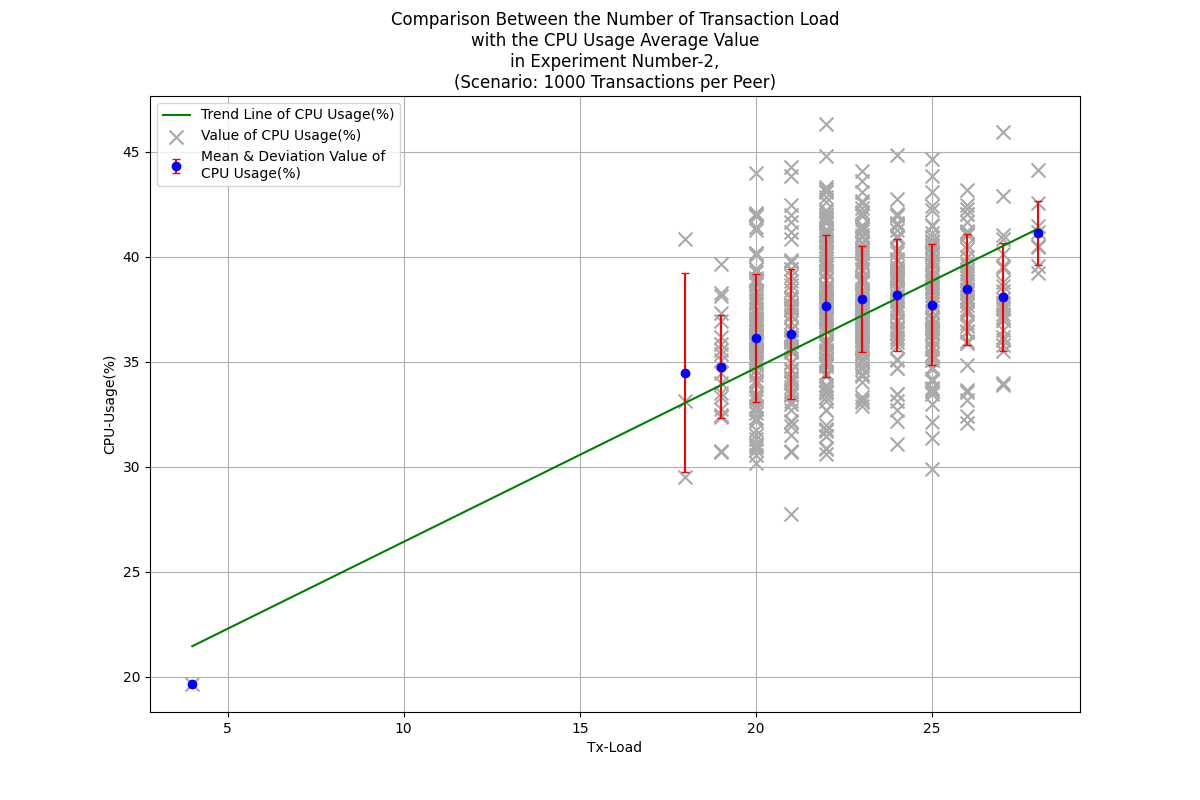 Comparison Between the Number of Transaction Load
with the CPU Usage Average Value
in Experiment Number-2,
(Scenario: 1000 Transactions per Peer)
Trend Line of CPU Usage(%)
Value of CPU Usage(%)
Mean & Deviation Value of
CPU Usage(%)
CPU-Usage(%)
45
40
35
30
25
20
5 10 15 20 25
Tx-Load